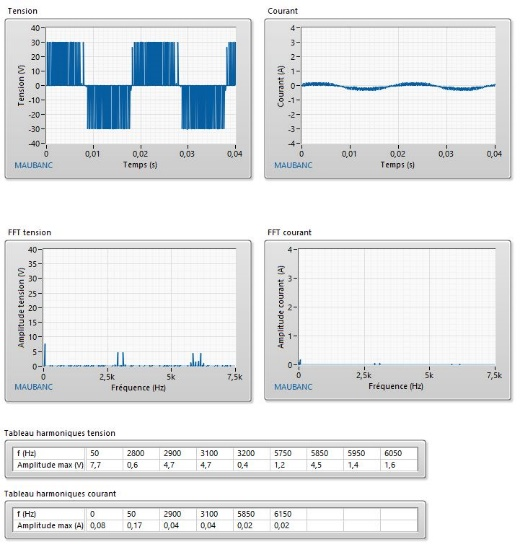 Tension
Courant
Tension (V)
40
30
20
10
0
-10
-20
-30
-40
0 0,01 0,02 0,03 0,04
MAUBANC
Temps (s)
Courant (A)
4
3
2
1
0
-1
-2
-3
-4
0 0,01 0,02 0,03 0,04
MAUBANC
Temps (s)
FFT tension
FFT courant
Amplitude tension (V)
40
35
30
25
20
15
10
5
0
0 2,5k 5k 7,5k
MAUBANC
Fréquence (Hz)
Amplitude courant (A)
4
3
2
1
0
0 2,5k 5k 7,5k
MAUBANC
Fréquence (Hz)
Tableau harmoniques tension
f (Hz) 50 2800 2900 3100 3200 5750 5850 5950 6050
Amplitude max (V) 7,7 0,6 4,7 4,7 0,4 1,2 4,5 1,4 1,6
Tableau harmoniques courant
f (Hz) 0 50 2900 3100 5850 6150
Amplitude max (A) 0,08 0,17 0,04 0,04 0,02 0,02